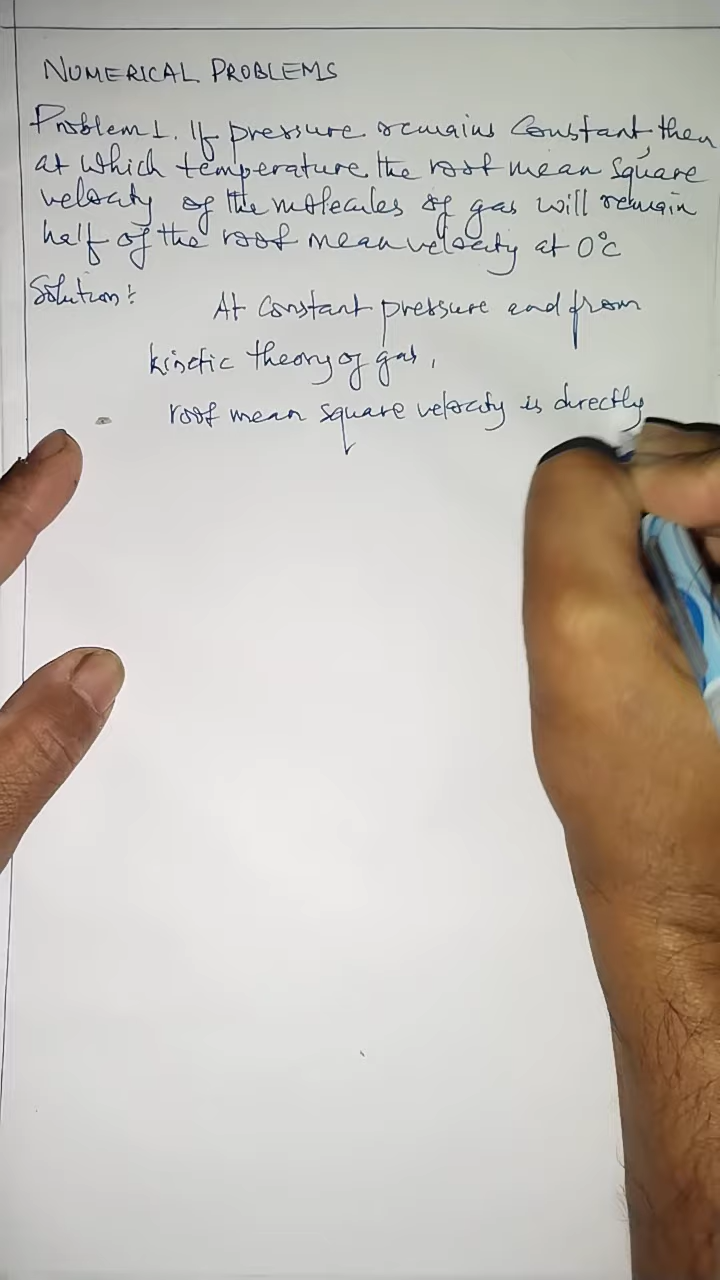 NUMERICAL PROBLEMS
Problem 1. If pressure remains constant, then
at which temperature the root mean square
velocity of the molecules of gas will remain
half of the root mean velocity at 0°c
Solution:
At constant pressure and from
kinetic theory of gas,
root mean square velocity is directly